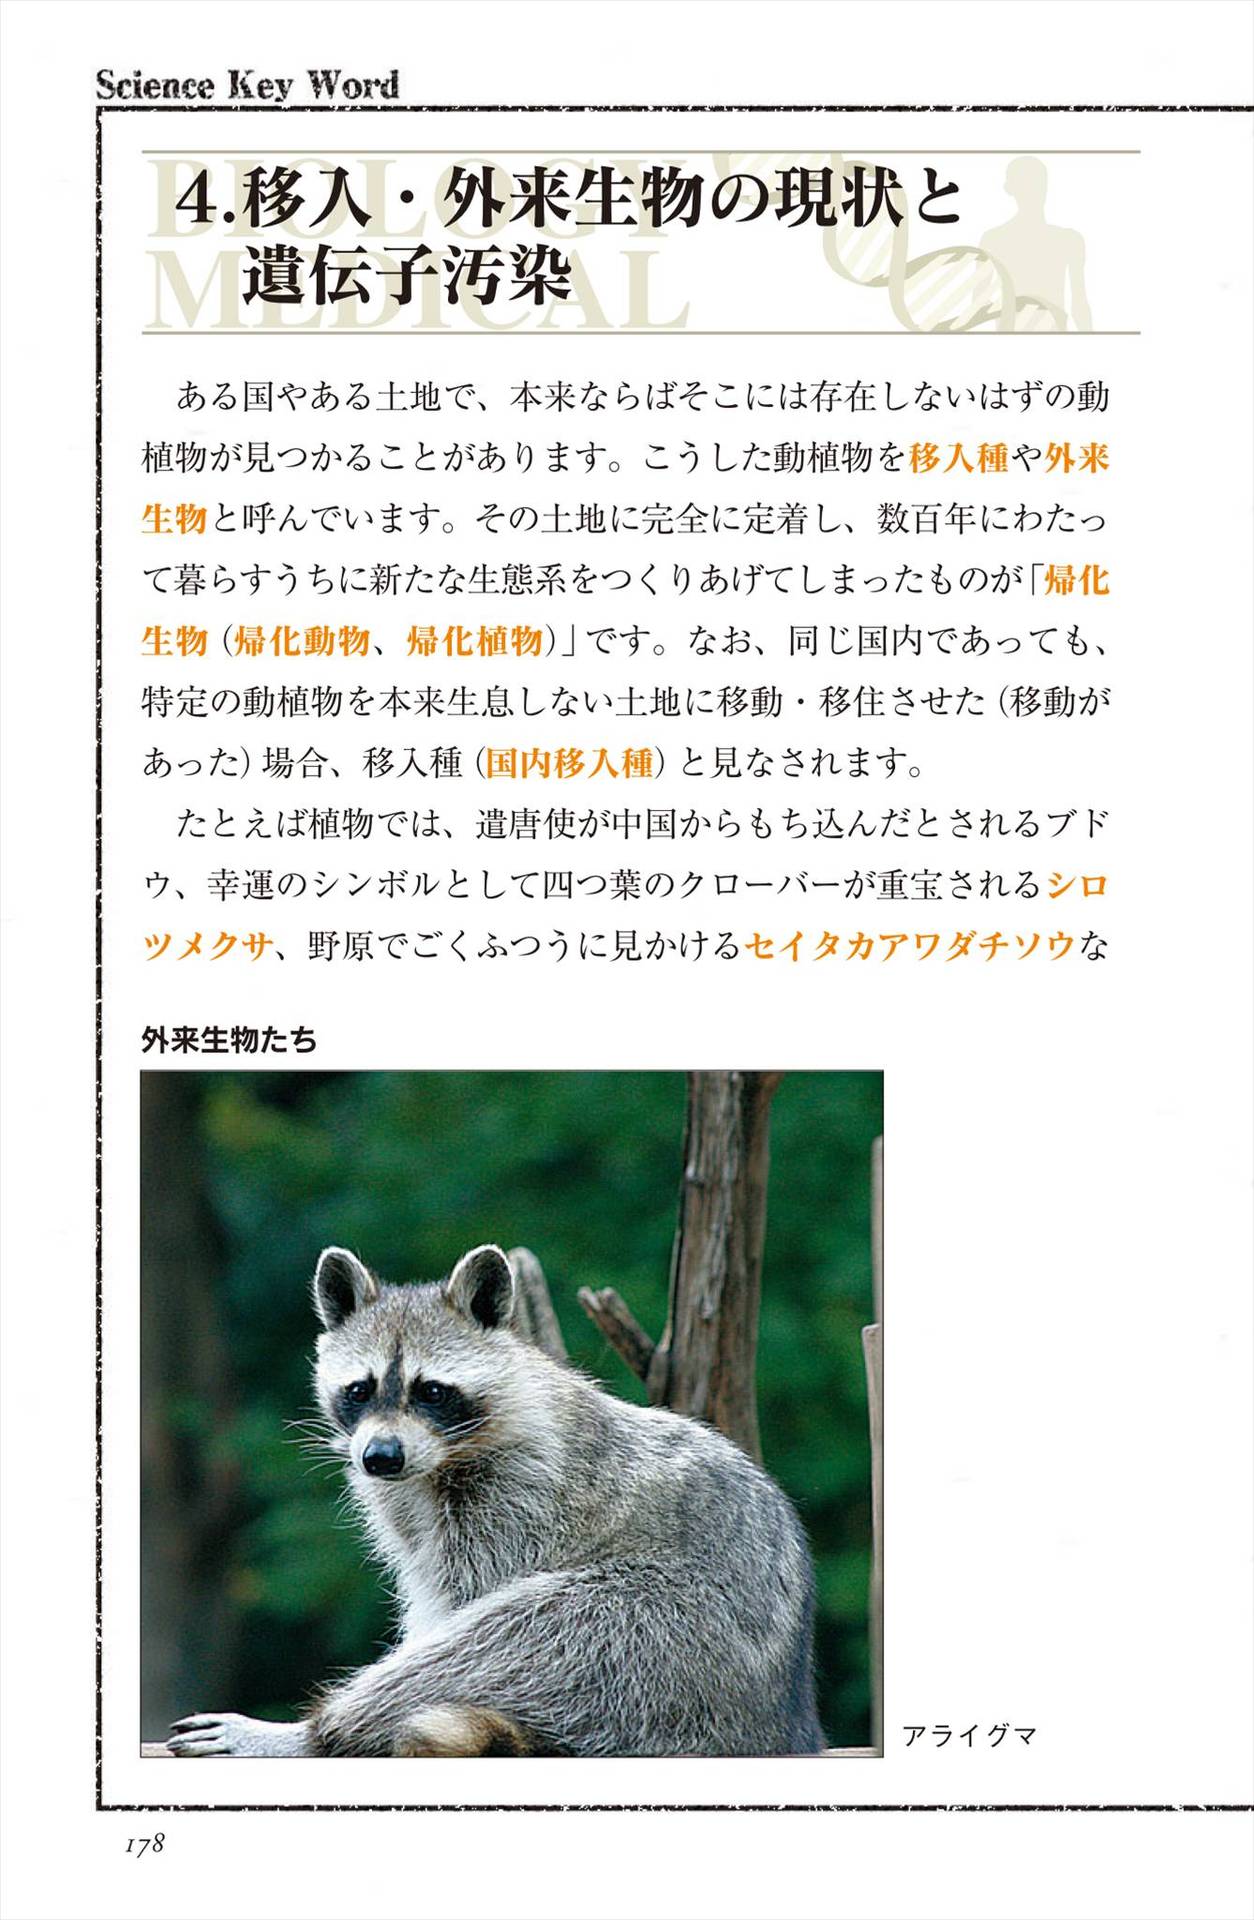 Science Key Word
BIOLOGY
MEDICAL
4.移入・外来生物の現状と
遺伝子汚染
ある国やある土地で、本来ならばそこには存在しないはずの動
植物が見つかることがあります。こうした動植物を移入種や外来
生物と呼んでいます。その土地に完全に定着し、数百年にわたっ
て暮らすうちに新たな生態系をつくりあげてしまったものが「帰化
生物（帰化動物、帰化植物）」です。なお、同じ国内であっても、
特定の動植物を本来生息しない土地に移動・移住させた（移動が
あった）場合、移入種（国内移入種）と見なされます。
たとえば植物では、遣唐使が中国からもち込んだとされるブド
ウ、幸運のシンボルとして四つ葉のクローバーが重宝されるシロ
ツメクサ、野原でごくふつうに見かけるセイタカアワダチソウな
外来生物たち
アライグマ
178